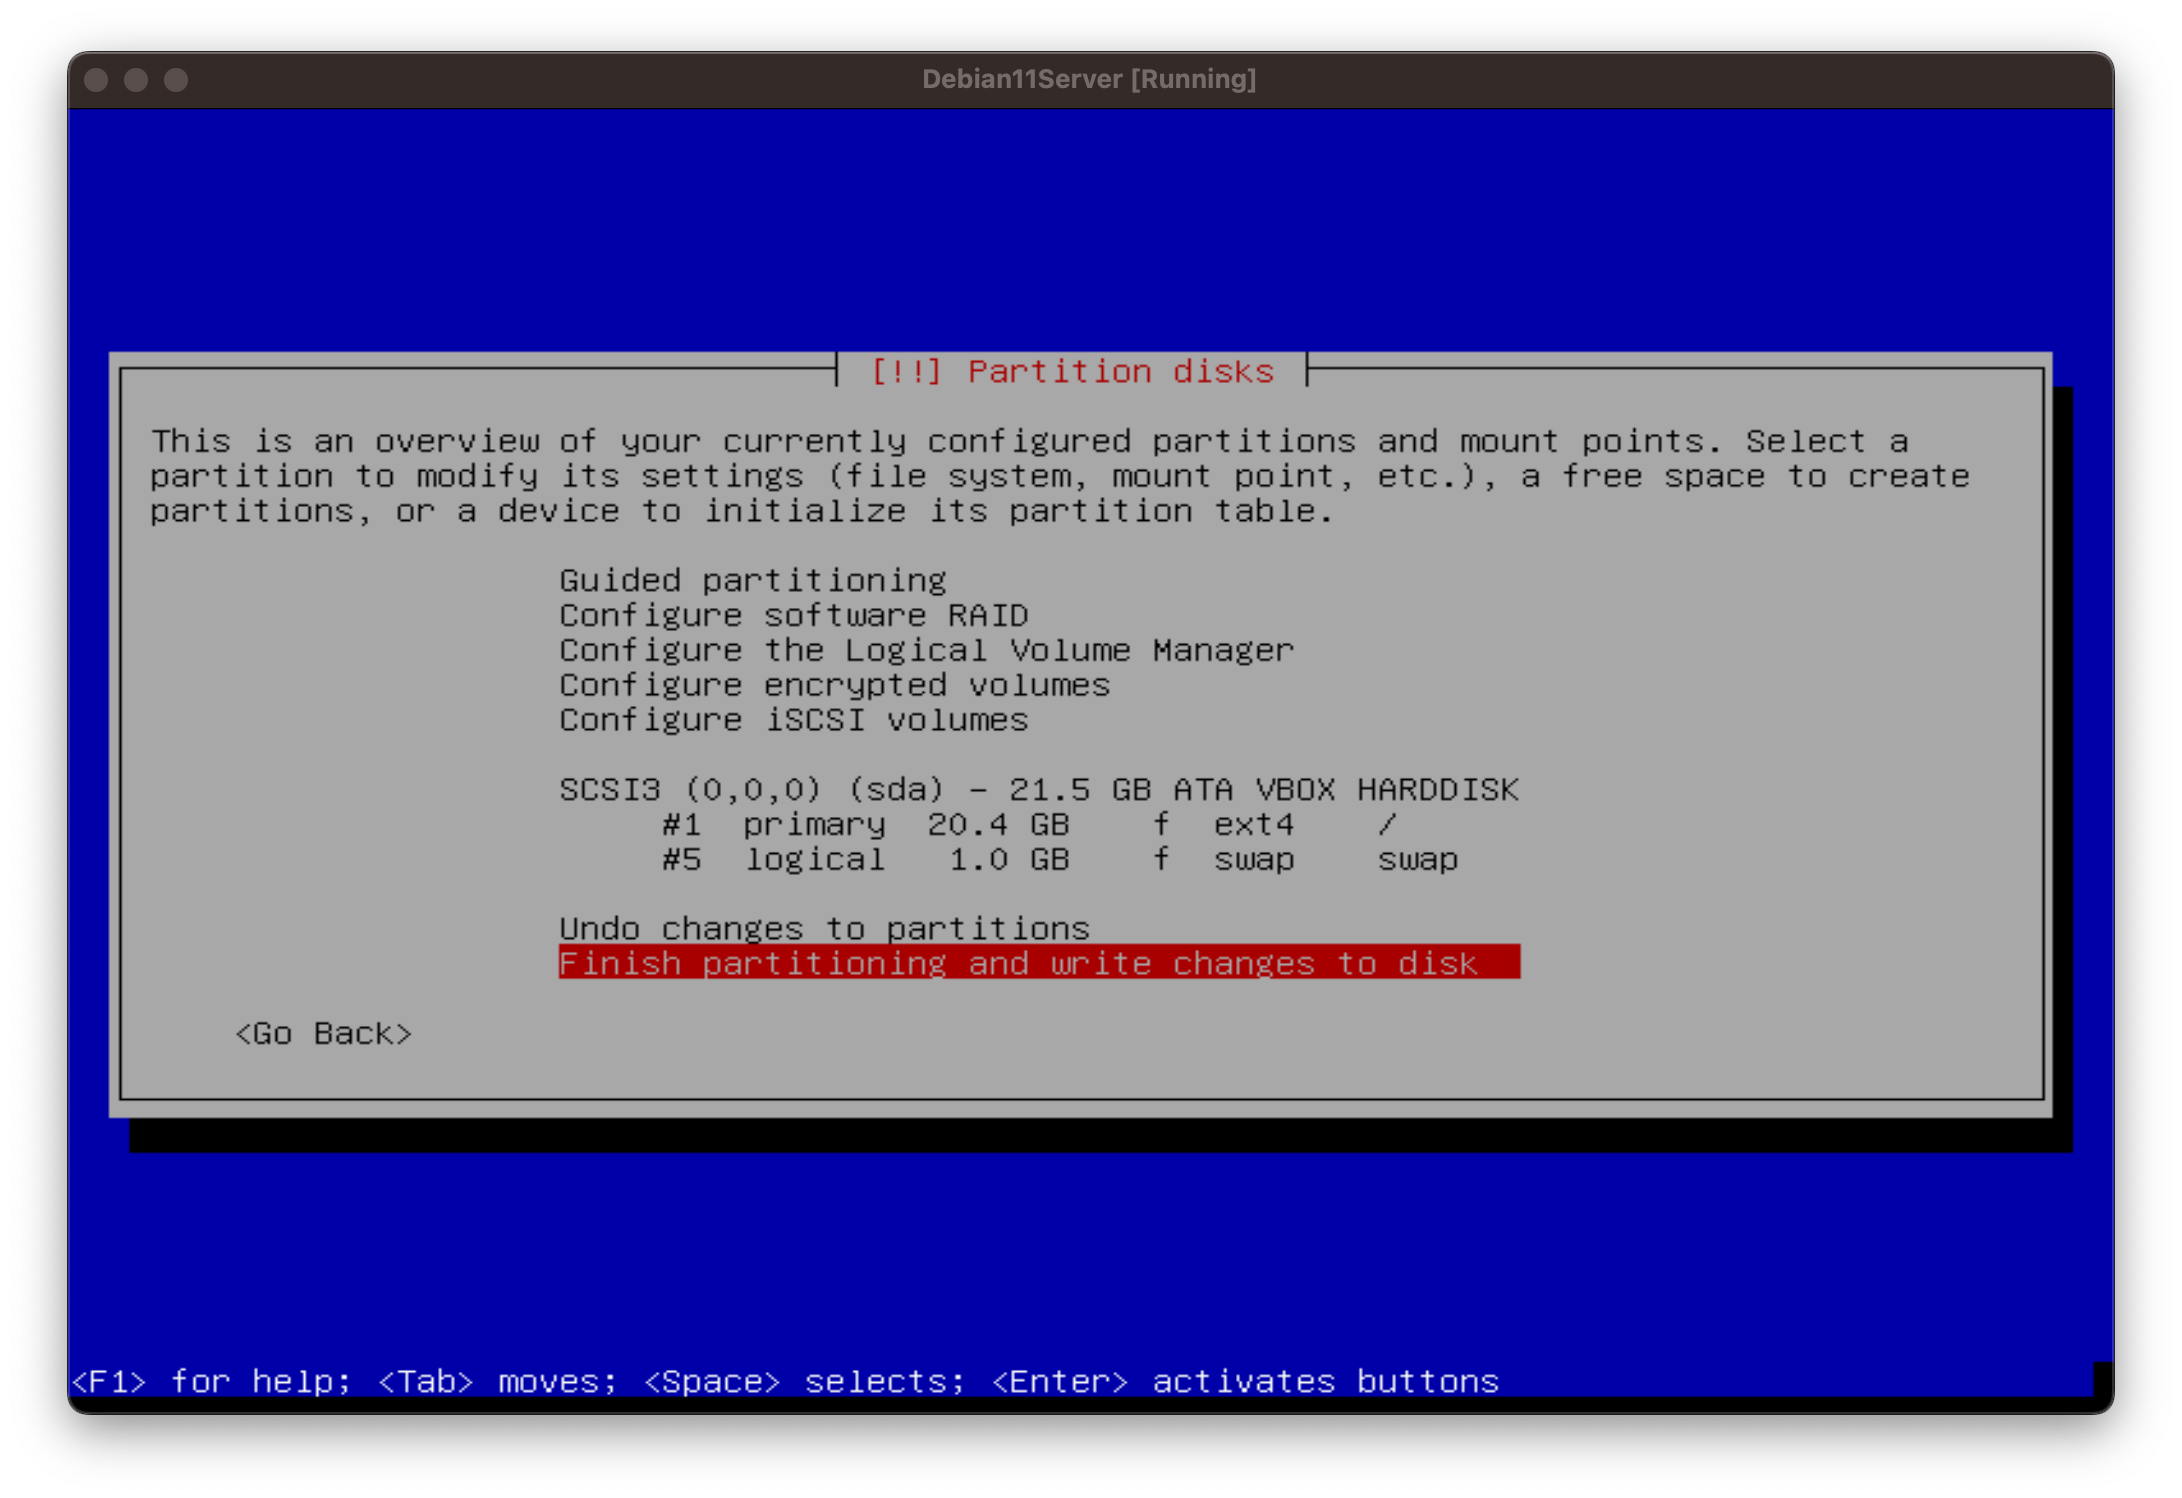 Debian11Server [Running]
[!!] Partition disks
This is an overview of your currently configured partitions and mount points. Select a
partition to modify its settings (file system, mount point, etc.), a free space to create
partitions, or a device to initialize its partition table.
Guided partitioning
Configure software RAID
Configure the Logical Volume Manager
Configure encrypted volumes
Configure iSCSI volumes
SCSI3 (0,0,0) (sda) - 21.5 GB ATA VBOX HARDDISK
#1 primary 20.4 GB f ext4 /
#5 logical 1.0 GB f swap swap
Undo changes to partitions
Finish partitioning and write changes to disk
<Go Back>
<F1> for help; <Tab> moves; <Space> selects; <Enter> activates buttons